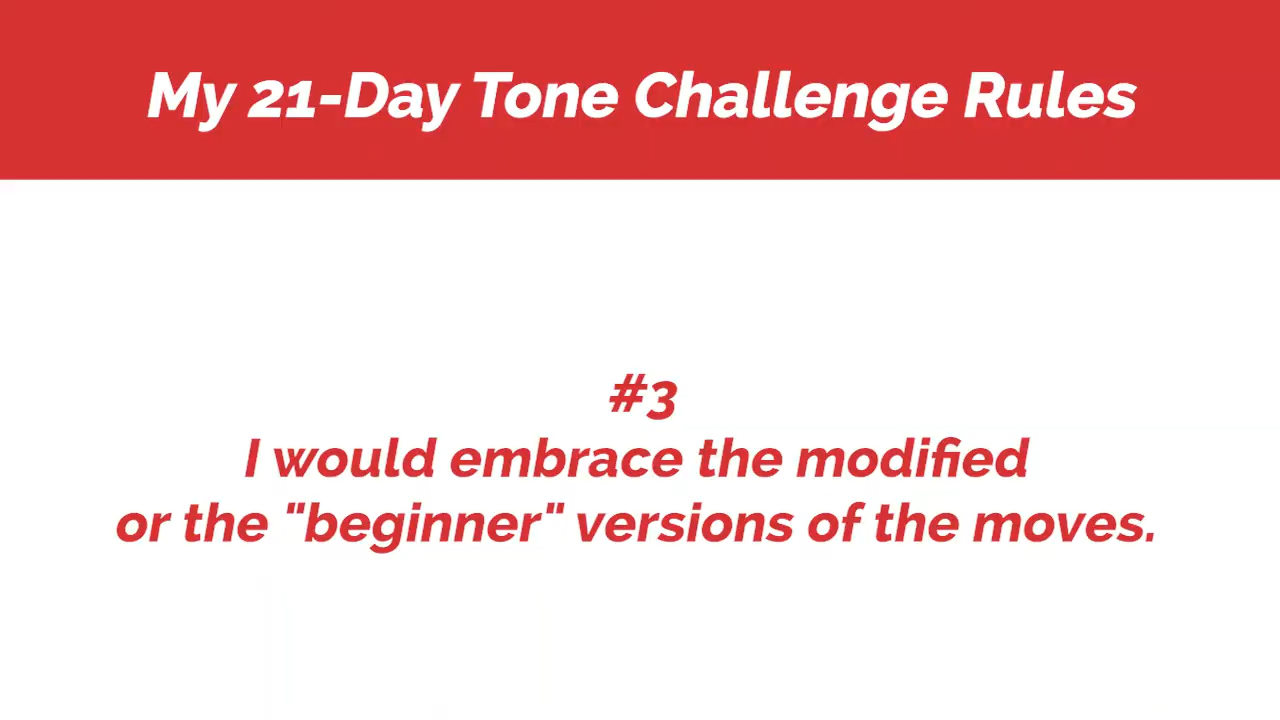 My 21-Day Tone Challenge Rules
#3
I would embrace the modified
or the "beginner" versions of the moves.